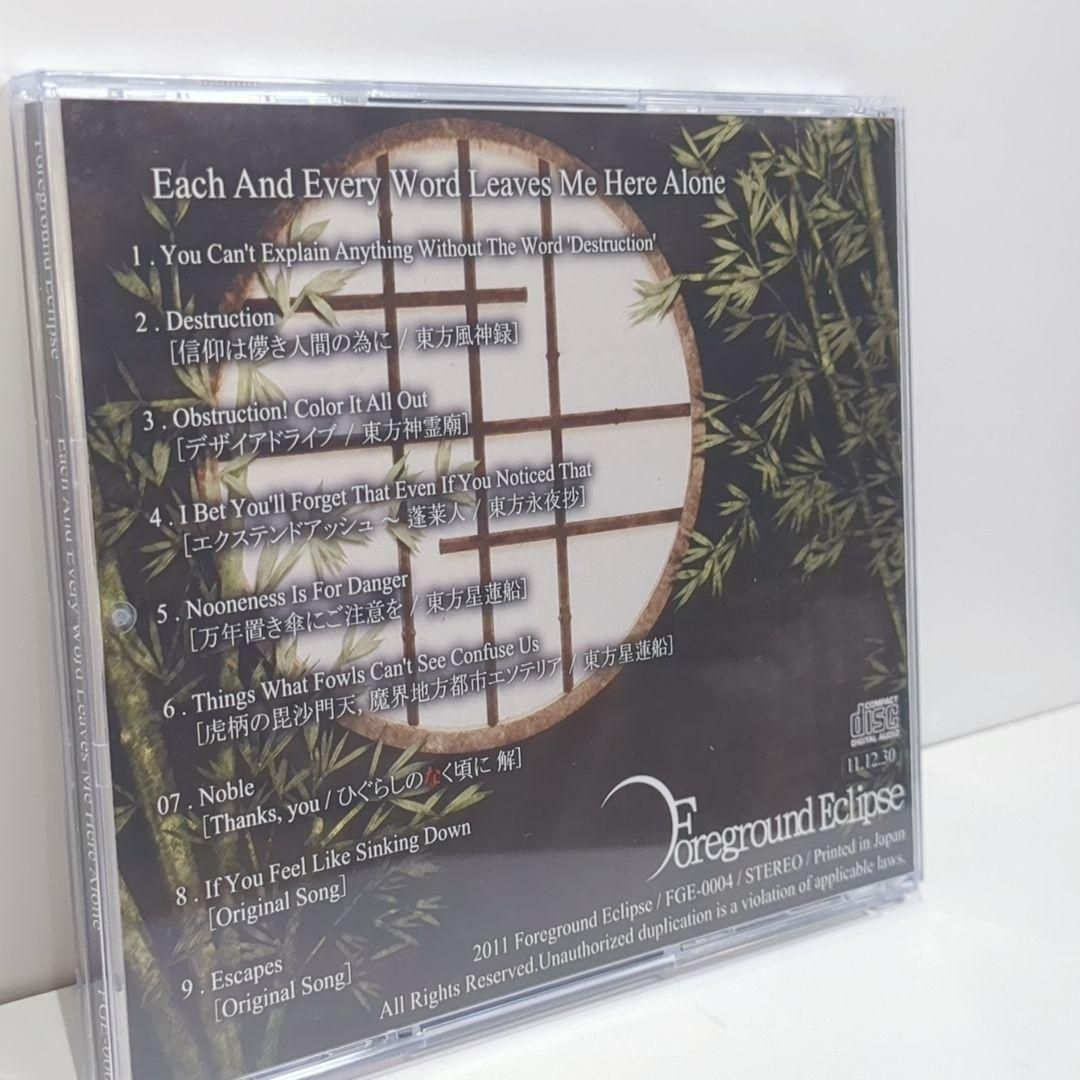 Each And Every Word Leaves Me Here Alone
1 . You Can't Explain Anything Without The Word 'Destruction'
2 . Destruction
[信仰は儚き人間の為に / 東方風神録]
3 . Obstruction! Color It All Out
[デザイアドライブ / 東方神霊廟]
4 . I Bet You'll Forget That Even If You Noticed That
[エクステンドアッシュ ～ 蓬莱人 / 東方永夜抄]
5 . Nooneness Is For Danger
[万年置き傘にご注意を / 東方星蓮船]
6 . Things What Fowls Can't See Confuse Us
[虎柄の毘沙門天, 魔界地方都市エソテリア / 東方星蓮船]
07 . Noble
[Thanks, you / ひぐらしのなく頃に 解]
8 . If You Feel Like Sinking Down
[Original Song]
9 . Escapes
[Original Song]
COMPACT
disc
DIGITAL AUDIO
11.12.30
Foreground Eclipse
2011 Foreground Eclipse / FGE-0004 / STEREO / Printed in Japan
All Rights Reserved.Unauthorized duplication is a violation of applicable laws.
Foreground Eclipse / Each And Every Word Leaves Me Here Alone